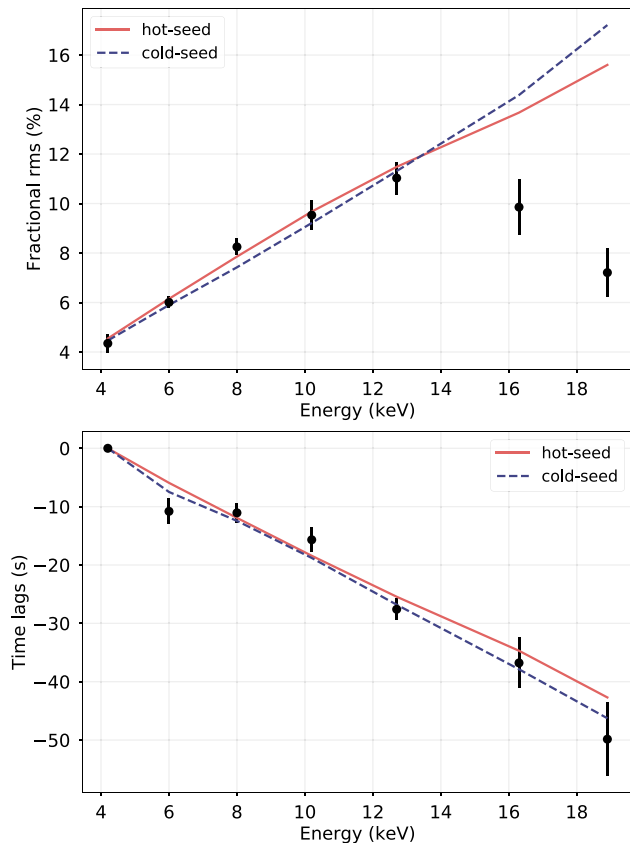 hot-seed
cold-seed
Fractional rms (%)
16
14
12
10
8
6
4
4 6 8 10 12 14 16 18
Energy (keV)
hot-seed
cold-seed
Time lags (s)
0
−10
−20
−30
−40
−50
4 6 8 10 12 14 16 18
Energy (keV)